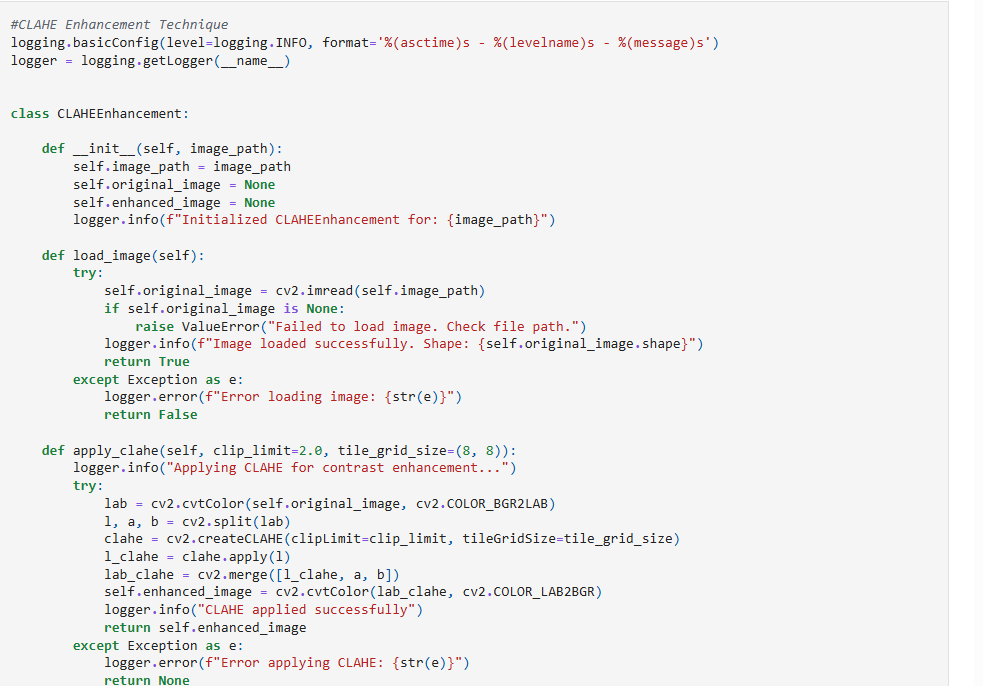 #CLAHE Enhancement Technique
logging.basicConfig(level=logging.INFO, format='%(asctime)s - %(levelname)s - %(message)s')
logger = logging.getLogger(__name__)
class CLAHEEnhancement:
    def __init__(self, image_path):
        self.image_path = image_path
        self.original_image = None
        self.enhanced_image = None
        logger.info(f"Initialized CLAHEEnhancement for: {image_path}")
    def load_image(self):
        try:
            self.original_image = cv2.imread(self.image_path)
            if self.original_image is None:
                raise ValueError("Failed to load image. Check file path.")
            logger.info(f"Image loaded successfully. Shape: {self.original_image.shape}")
            return True
        except Exception as e:
            logger.error(f"Error loading image: {str(e)}")
            return False
    def apply_clahe(self, clip_limit=2.0, tile_grid_size=(8, 8)):
        logger.info("Applying CLAHE for contrast enhancement...")
        try:
            lab = cv2.cvtColor(self.original_image, cv2.COLOR_BGR2LAB)
            l, a, b = cv2.split(lab)
            clahe = cv2.createCLAHE(clipLimit=clip_limit, tileGridSize=tile_grid_size)
            l_clahe = clahe.apply(l)
            lab_clahe = cv2.merge([l_clahe, a, b])
            self.enhanced_image = cv2.cvtColor(lab_clahe, cv2.COLOR_LAB2BGR)
            logger.info("CLAHE applied successfully")
            return self.enhanced_image
        except Exception as e:
            logger.error(f"Error applying CLAHE: {str(e)}")
            return None